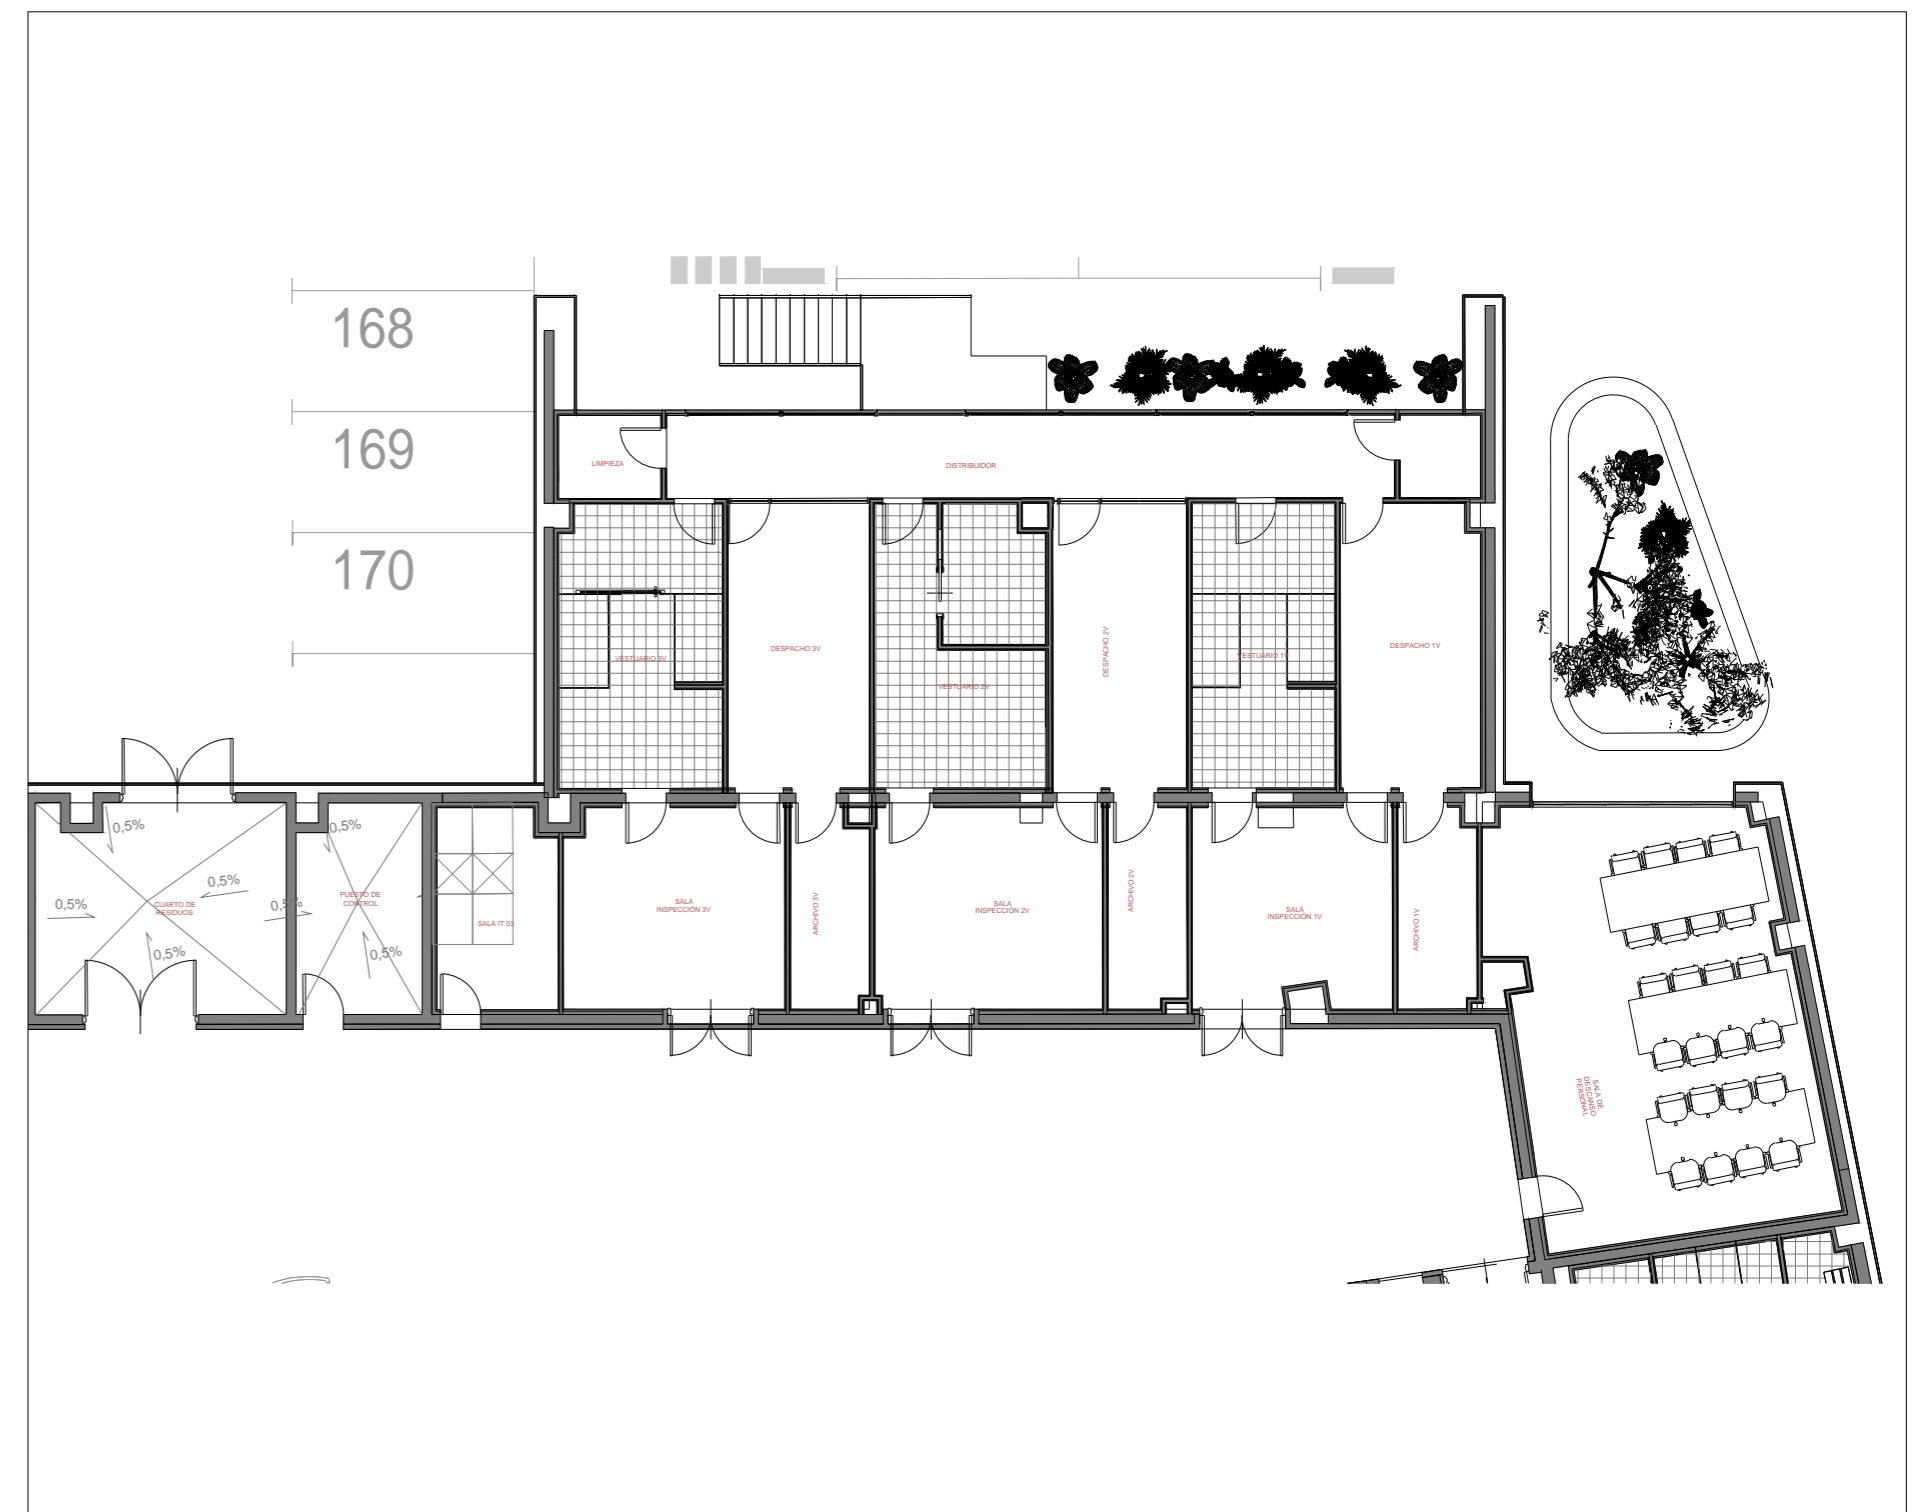 168
169
170
LIMPIEZA
DISTRIBUIDOR
VESTUARIO 3V
DESPACHO 3V
VESTUARIO 2V
DESPACHO 2V
VESTUARIO 1V
DESPACHO 1V
0,5%
0,5%
0,5%
0,5%
CUARTO DE
RESIDUOS
0,5%
0,5%
PUESTO DE
CONTROL
0,5%
SALA IT 03
SALA
INSPECCIÓN 3V
ARCHIVO 3V
SALA
INSPECCIÓN 2V
ARCHIVO 2V
SALA
INSPECCIÓN 1V
ARCHIVO 1V
SALA DE
DESCANSO
PERSONAL